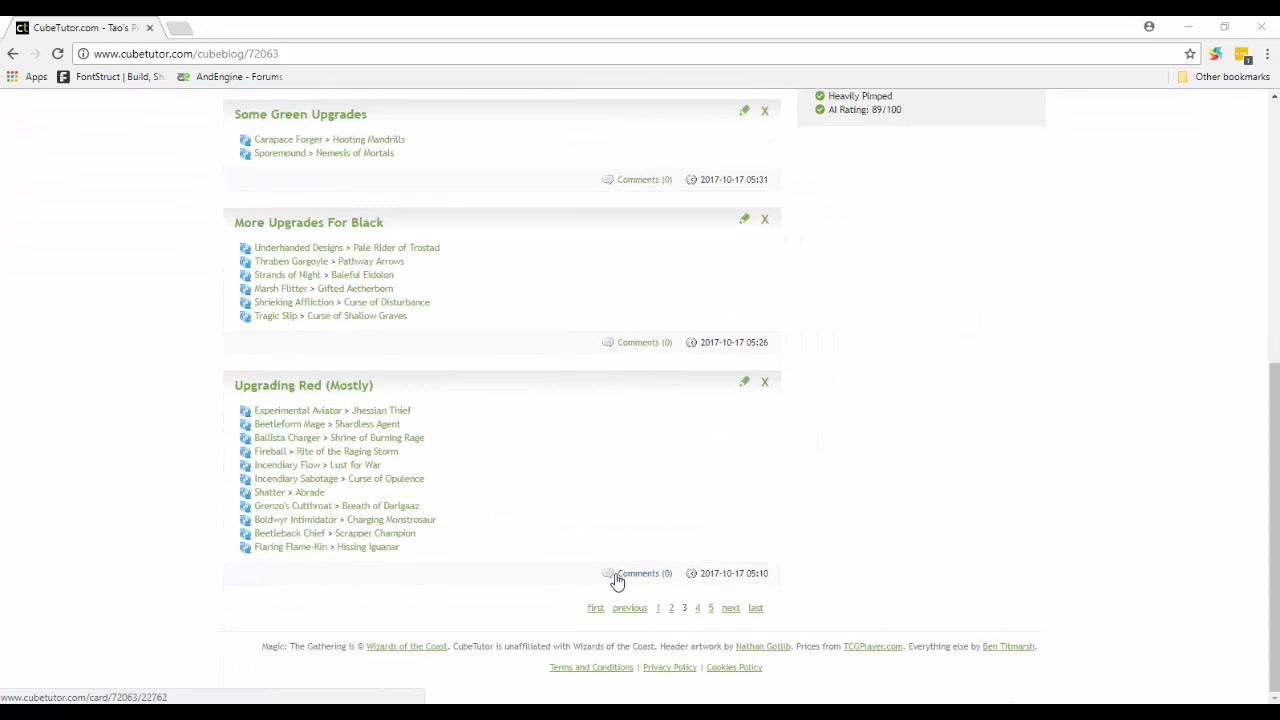 CubeTutor.com - Tao's P
www.cubetutor.com/cubeblog/72063
Apps
FontStruct | Build, Sh
AndEngine - Forums
Other bookmarks
Some Green Upgrades
Carapace Forger > Hooting Mandrills
Sporemound > Nemesis of Mortals
Comments (0) 2017-10-17 05:31
Heavily Pimped
AI Rating: 89/100
More Upgrades For Black
Underhanded Designs > Pale Rider of Trostad
Thraben Gargoyle > Pathway Arrows
Strands of Night > Baleful Eidolon
Marsh Flitter > Gifted Aetherborn
Shrieking Affliction > Curse of Disturbance
Tragic Slip > Curse of Shallow Graves
Comments (0) 2017-10-17 05:26
Upgrading Red (Mostly)
Experimental Aviator > Jhessian Thief
Beetleform Mage > Shardless Agent
Ballista Charger > Shrine of Burning Rage
Fireball > Rite of the Raging Storm
Incendiary Flow > Lust for War
Incendiary Sabotage > Curse of Opulence
Shatter > Abrade
Grenzo's Cutthroat > Breath of Darigaaz
Boldwyr Intimidator > Charging Monstrosaur
Beetleback Chief > Scrapper Champion
Flaring Flame-Kin > Hissing Iguanar
Comments (0) 2017-10-17 05:10
first previous 1 2 3 4 5 next last
Magic: The Gathering is © Wizards of the Coast. CubeTutor is unaffiliated with Wizards of the Coast. Header artwork by Nathan Gotlib. Prices from TCGPlayer.com. Everything else by Ben Titmarsh.
Terms and Conditions | Privacy Policy | Cookies Policy
www.cubetutor.com/card/72063/22762